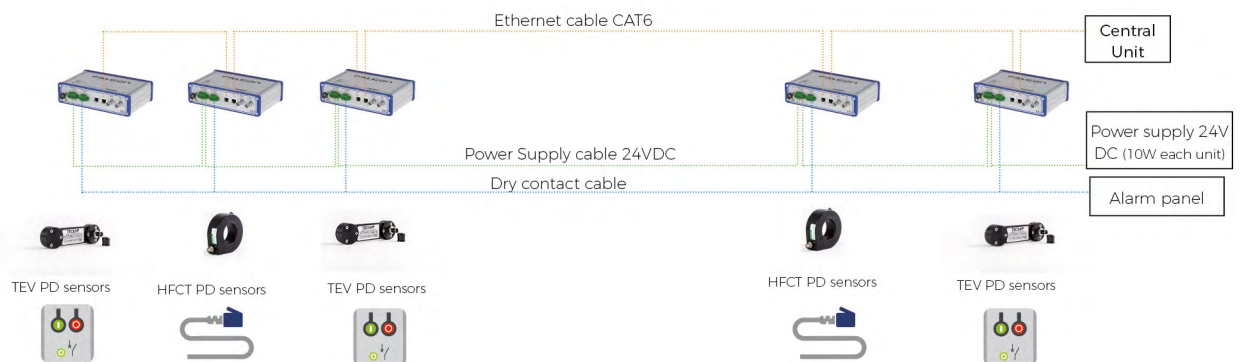 Ethernet cable CAT6
Central
Unit
Power supply 24V
DC (10W each unit)
Power Supply cable 24VDC
Dry contact cable
Alarm panel
TEV PD sensors
HFCT PD sensors
TEV PD sensors
HFCT PD sensors
TEV PD sensors